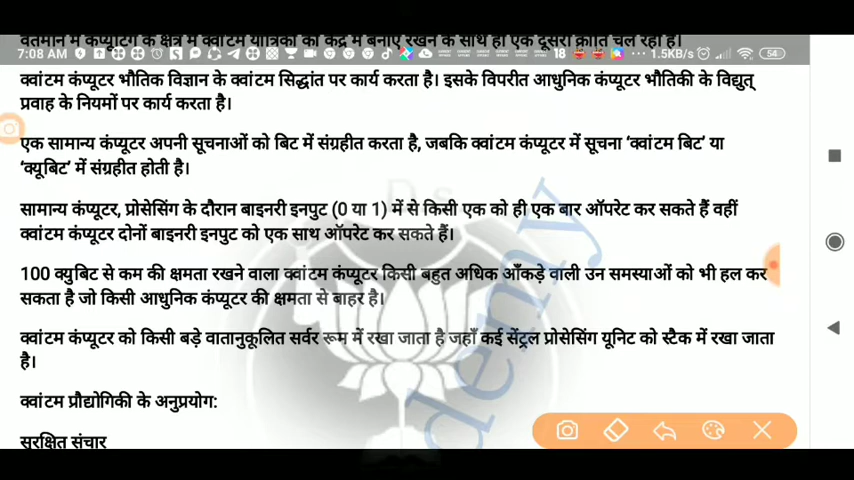 वर्तमान में कंप्यूटिंग के क्षेत्र में क्वांटम यांत्रिकी को केंद्र में बनाए रखने के साथ ही एक दूसरी क्रांति चल रही है।
7:08 AM 18 1.5KB/s 54
क्वांटम कंप्यूटर भौतिक विज्ञान के क्वांटम सिद्धांत पर कार्य करता है। इसके विपरीत आधुनिक कंप्यूटर भौतिकी के विद्युत्
प्रवाह के नियमों पर कार्य करता है।
एक सामान्य कंप्यूटर अपनी सूचनाओं को बिट में संग्रहीत करता है, जबकि क्वांटम कंप्यूटर में सूचना ‘क्वांटम बिट’ या
‘क्यूबिट’ में संग्रहीत होती है।
सामान्य कंप्यूटर, प्रोसेसिंग के दौरान बाइनरी इनपुट (0 या 1) में से किसी एक को ही एक बार ऑपरेट कर सकते हैं वहीं
क्वांटम कंप्यूटर दोनों बाइनरी इनपुट को एक साथ ऑपरेट कर सकते हैं।
100 क्युबिट से कम की क्षमता रखने वाला क्वांटम कंप्यूटर किसी बहुत अधिक आँकड़े वाली उन समस्याओं को भी हल कर
सकता है जो किसी आधुनिक कंप्यूटर की क्षमता से बाहर है।
क्वांटम कंप्यूटर को किसी बड़े वातानुकूलित सर्वर रूम में रखा जाता है जहाँ कई सेंट्रल प्रोसेसिंग यूनिट को स्टैक में रखा जाता
है।
क्वांटम प्रौद्योगिकी के अनुप्रयोग:
सुरक्षित संचार